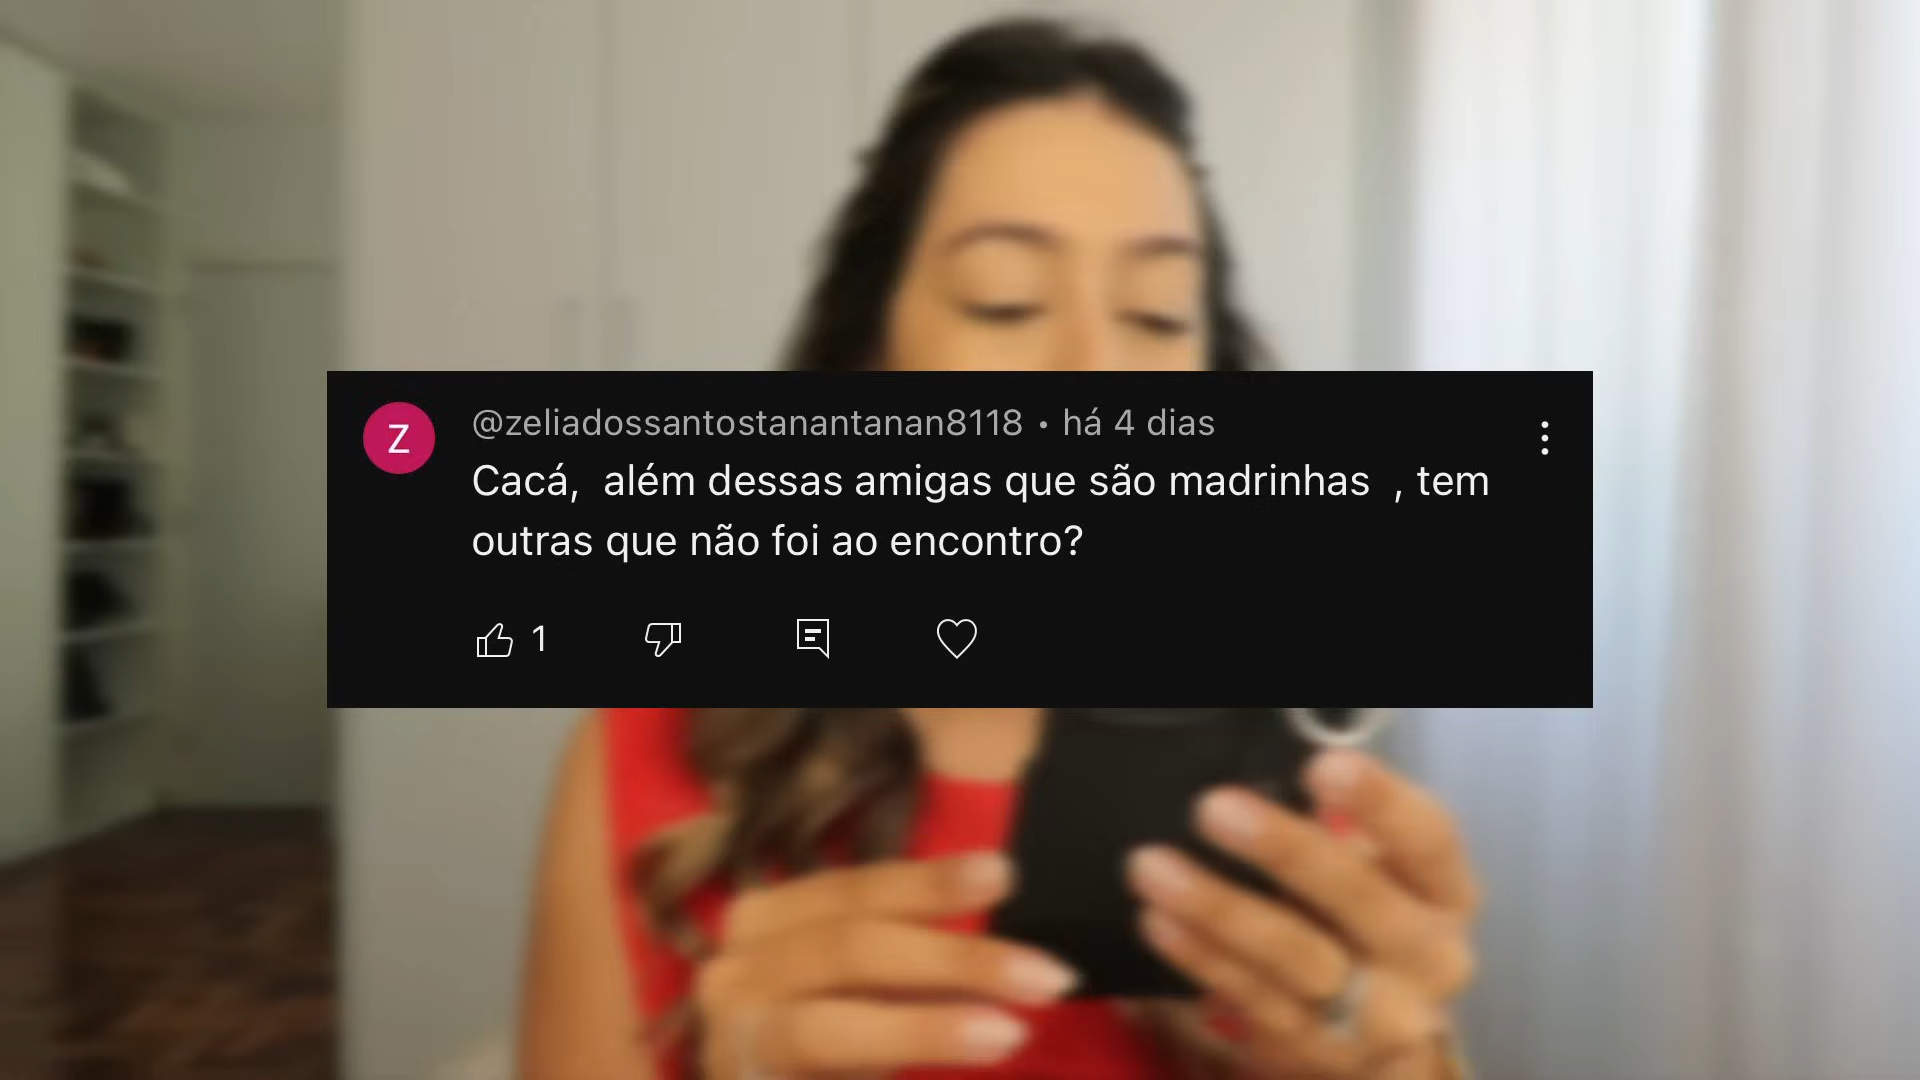 Z
@zeliadossantostanantanan8118 • há 4 dias
Cacá,  além dessas amigas que são madrinhas  , tem
outras que não foi ao encontro?
1